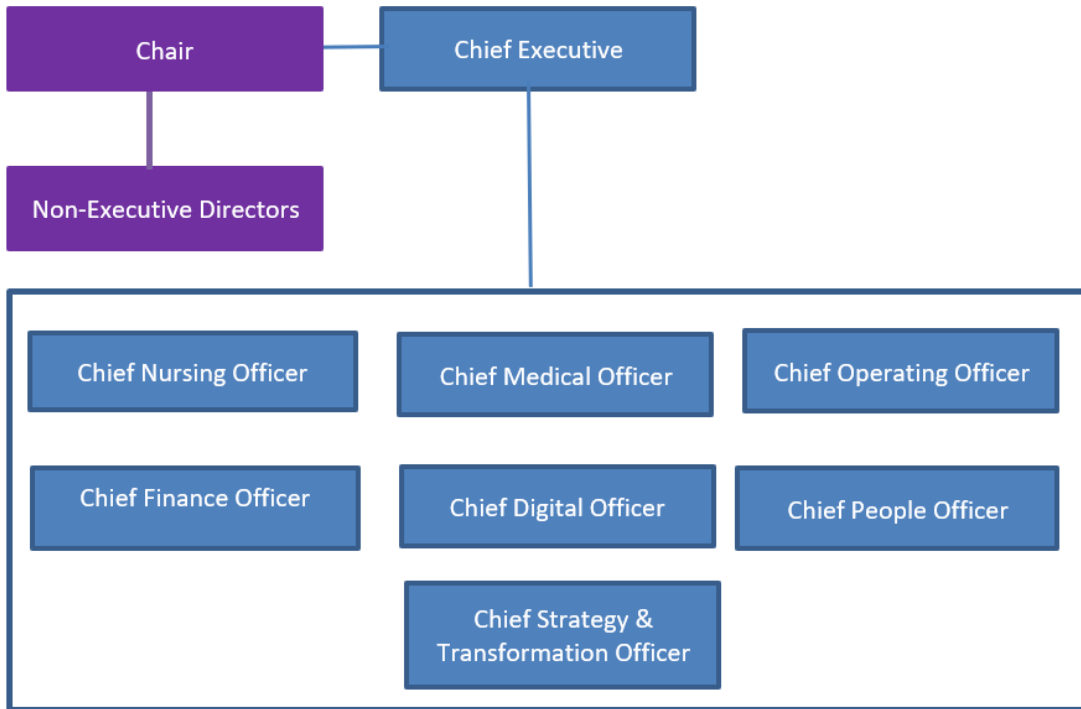 Chair
Chief Executive
Non-Executive Directors
Chief Nursing Officer
Chief Medical Officer
Chief Operating Officer
Chief Finance Officer
Chief Digital Officer
Chief People Officer
Chief Strategy &
Transformation Officer